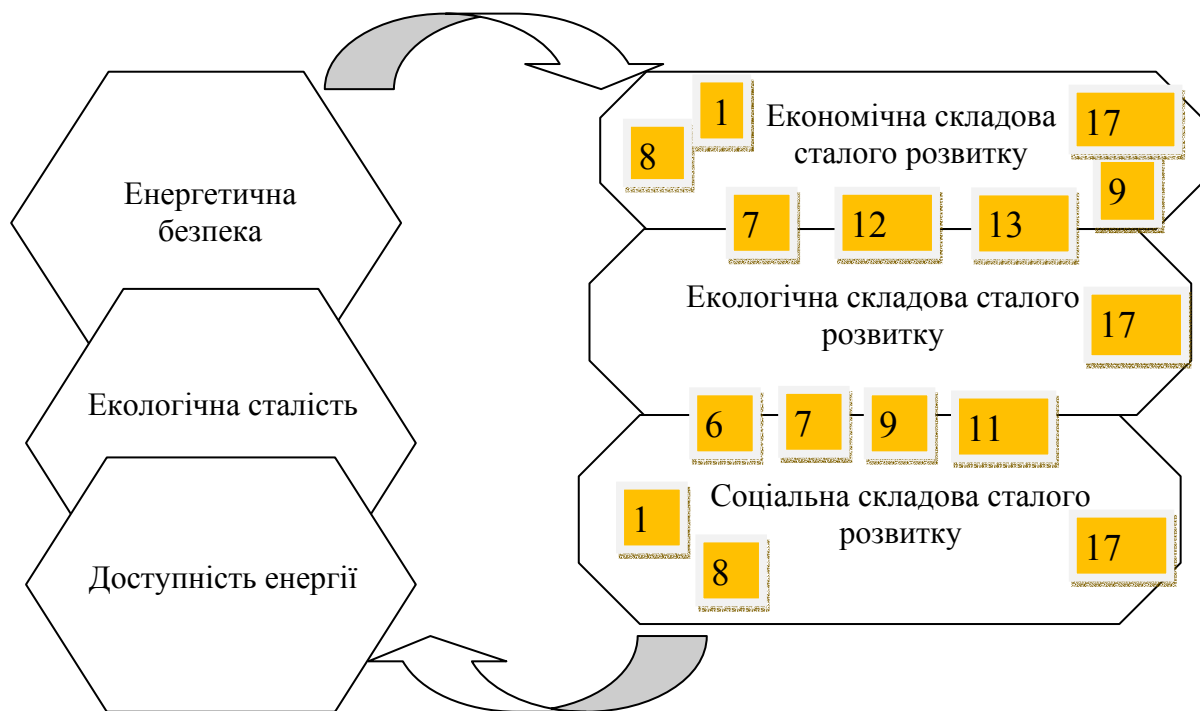 Енергетична
безпека
Екологічна сталість
Доступність енергії
1
8
Економічна складова
сталого розвитку
17
9
7
12
13
Екологічна складова сталого
розвитку
17
6
7
9
11
Соціальна складова сталого
розвитку
1
8
17